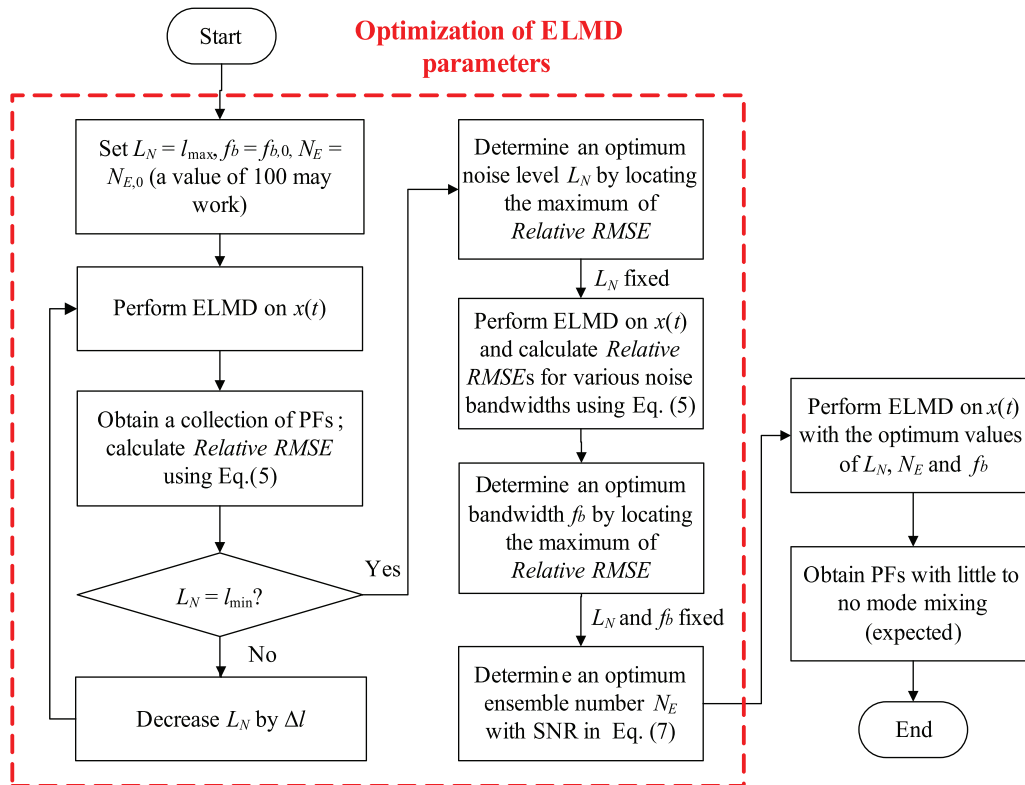 Start
Optimization of ELMD
parameters
Set L_N = l_max, f_b = f_b,0, N_E =
N_E,0 (a value of 100 may
work)
Perform ELMD on x(t)
Obtain a collection of PFs ;
calculate Relative RMSE
using Eq.(5)
L_N = l_min?
Yes
No
Decrease L_N by Δl
Determine an optimum
noise level L_N by locating
the maximum of
Relative RMSE
L_N fixed
Perform ELMD on x(t)
and calculate Relative
RMSEs for various noise
bandwidths using Eq. (5)
Determine an optimum
bandwidth f_b by locating
the maximum of
Relative RMSE
L_N and f_b fixed
Determine an optimum
ensemble number N_E
with SNR in Eq. (7)
Perform ELMD on x(t)
with the optimum values
of L_N, N_E and f_b
Obtain PFs with little to
no mode mixing
(expected)
End